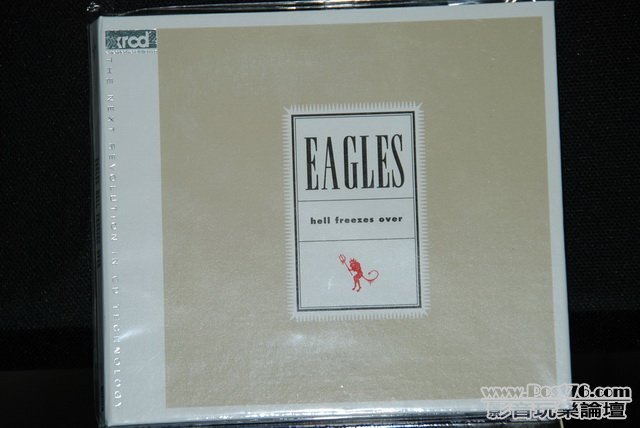 xrcd
THE NEXT REVOLUTION IN CD TECHNOLOGY
EAGLES
hell freezes over
www.Post76.com
影音玩樂論壇